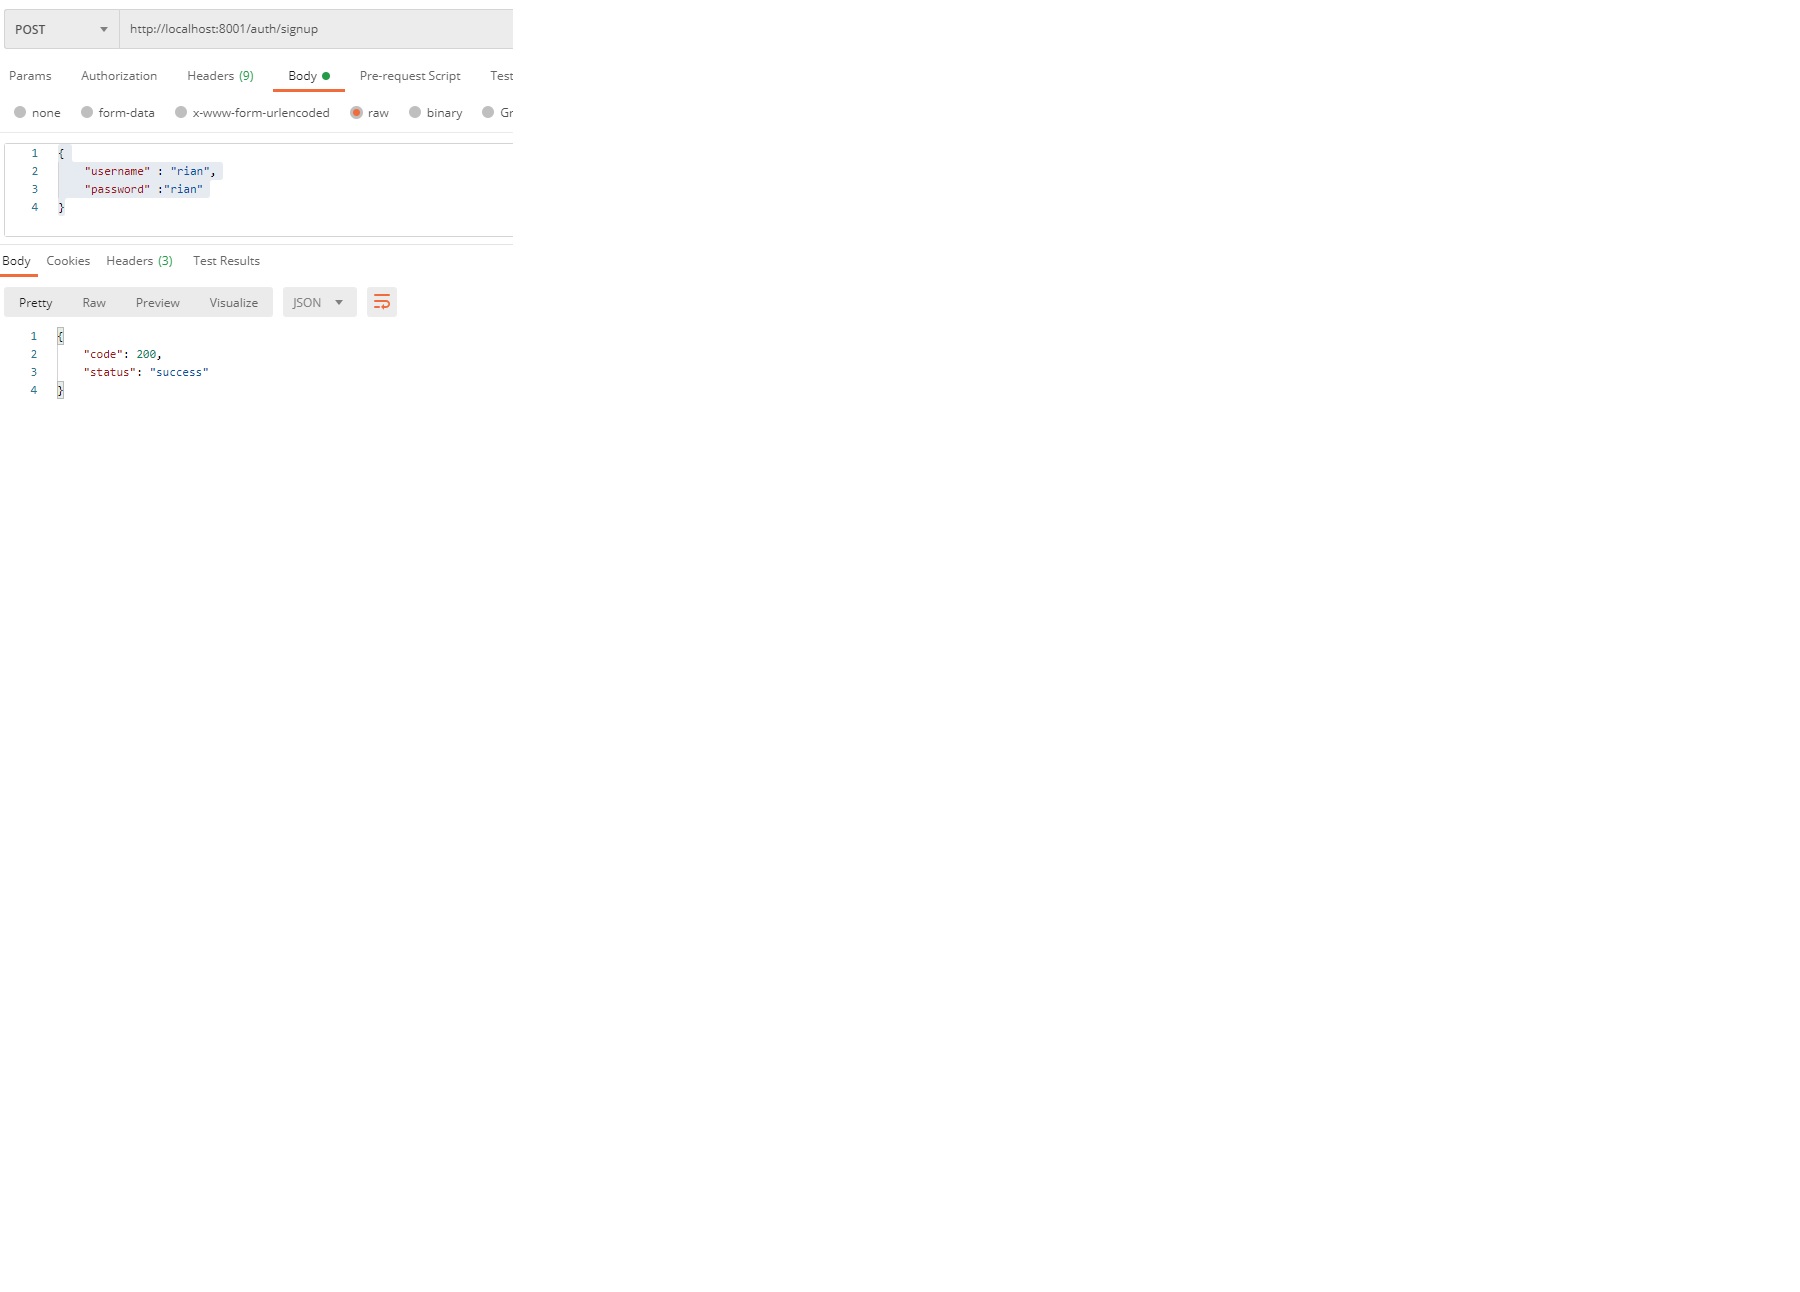 POST http://localhost:8001/auth/signup
Params Authorization Headers (9) Body Pre-request Script Test
none form-data x-www-form-urlencoded raw binary Gr
1 {
2 "username" : "rian",
3 "password" :"rian"
4 }
Body Cookies Headers (3) Test Results
Pretty Raw Preview Visualize JSON
1 {
2 "code": 200,
3 "status": "success"
4 }